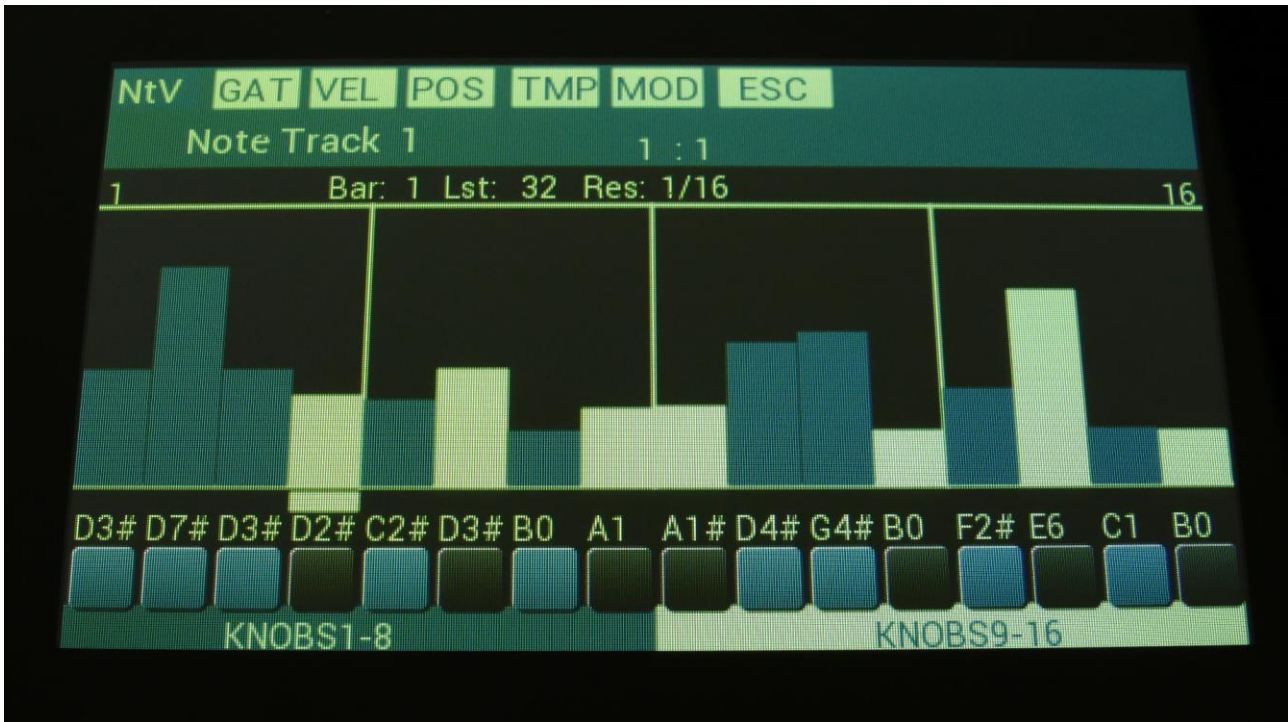 NtV GAT VEL POS TMP MOD ESC
Note Track 1 1 : 1
1 Bar: 1 Lst: 32 Res: 1/16 16
D3# D7# D3# D2# C2# D3# B0 A1 A1# D4# G4# B0 F2# E6 C1 B0
KNOBS1-8 KNOBS9-16